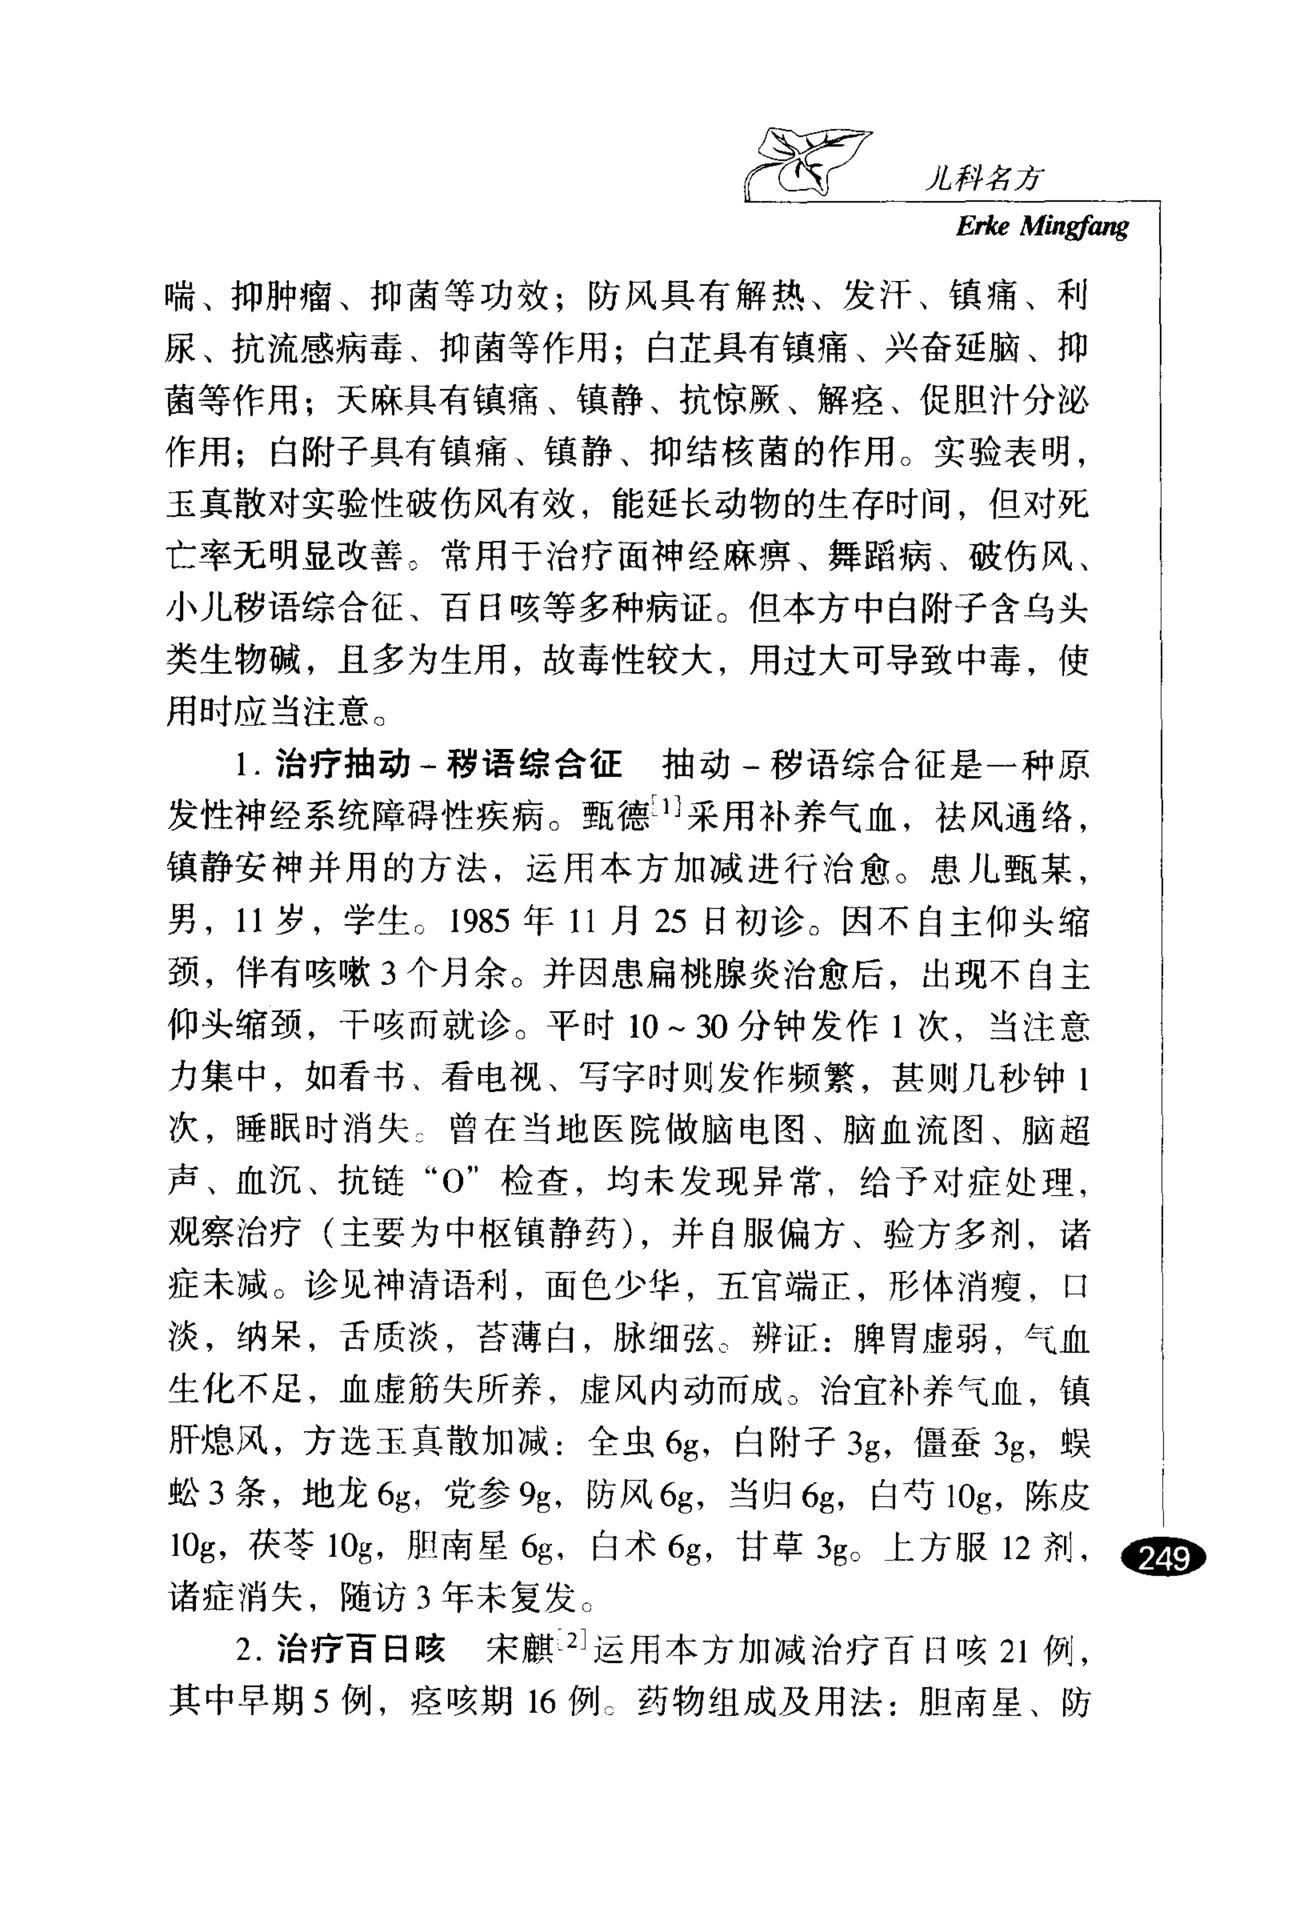 儿科名方
Erke Mingfang
喘、抑肿瘤、抑菌等功效；防风具有解热、发汗、镇痛、利
尿、抗流感病毒、抑菌等作用；白芷具有镇痛、兴奋延脑、抑
菌等作用；天麻具有镇痛、镇静、抗惊厥、解痉、促胆汁分泌
作用；白附子具有镇痛、镇静、抑结核菌的作用。实验表明，
玉真散对实验性破伤风有效，能延长动物的生存时间，但对死
亡率无明显改善。常用于治疗面神经麻痹、舞蹈病、破伤风、
小儿秽语综合征、百日咳等多种病证。但本方中白附子含乌头
类生物碱，且多为生用，故毒性较大，用过大可导致中毒，使
用时应当注意。
1. 治疗抽动－秽语综合征　抽动－秽语综合征是一种原
发性神经系统障碍性疾病。甄德[1]采用补养气血，祛风通络，
镇静安神并用的方法，运用本方加减进行治愈。患儿甄某，
男，11 岁，学生。1985 年 11 月 25 日初诊。因不自主仰头缩
颈，伴有咳嗽 3 个月余。并因患扁桃腺炎治愈后，出现不自主
仰头缩颈，干咳而就诊。平时 10～30 分钟发作 1 次，当注意
力集中，如看书、看电视、写字时则发作频繁，甚则几秒钟 1
次，睡眠时消失。曾在当地医院做脑电图、脑血流图、脑超
声、血沉、抗链“O”检查，均未发现异常，给予对症处理，
观察治疗（主要为中枢镇静药），并自服偏方、验方多剂，诸
症未减。诊见神清语利，面色少华，五官端正，形体消瘦，口
淡，纳呆，舌质淡，苔薄白，脉细弦。辨证：脾胃虚弱，气血
生化不足，血虚筋失所养，虚风内动而成。治宜补养气血，镇
肝熄风，方选玉真散加减：全虫 6g，白附子 3g，僵蚕 3g，蜈
蚣 3 条，地龙 6g，党参 9g，防风 6g，当归 6g，白芍 10g，陈皮
10g，茯苓 10g，胆南星 6g，白术 6g，甘草 3g。上方服 12 剂，
诸症消失，随访 3 年未复发。
249
2. 治疗百日咳　宋麒[2]运用本方加减治疗百日咳 21 例，
其中早期 5 例，痉咳期 16 例。药物组成及用法：胆南星、防